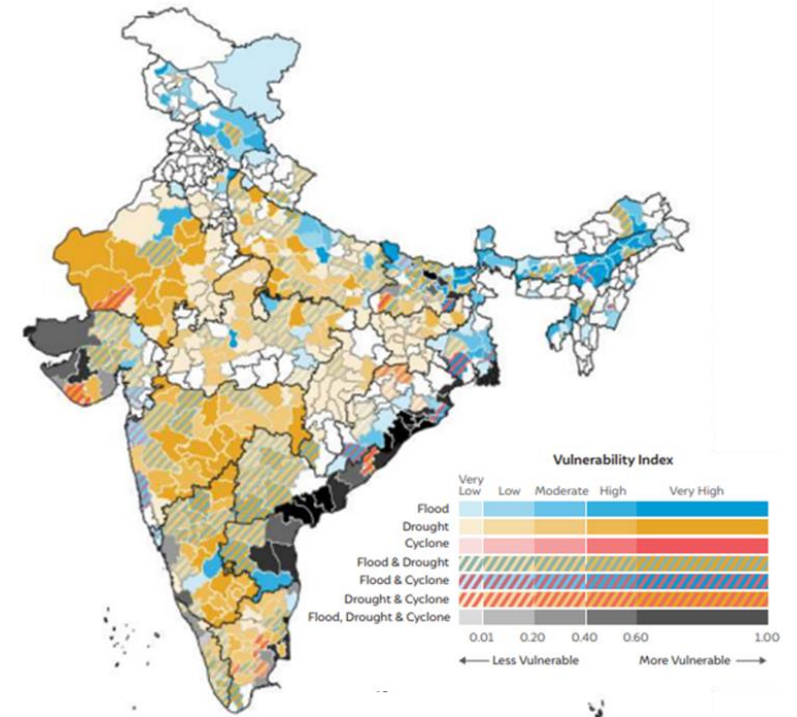 Vulnerability Index
Very
Low Low Moderate High Very High
Flood
Drought
Cyclone
Flood & Drought
Flood & Cyclone
Drought & Cyclone
Flood, Drought & Cyclone
0.01 0.20 0.40 0.60 1.00
Less Vulnerable More Vulnerable